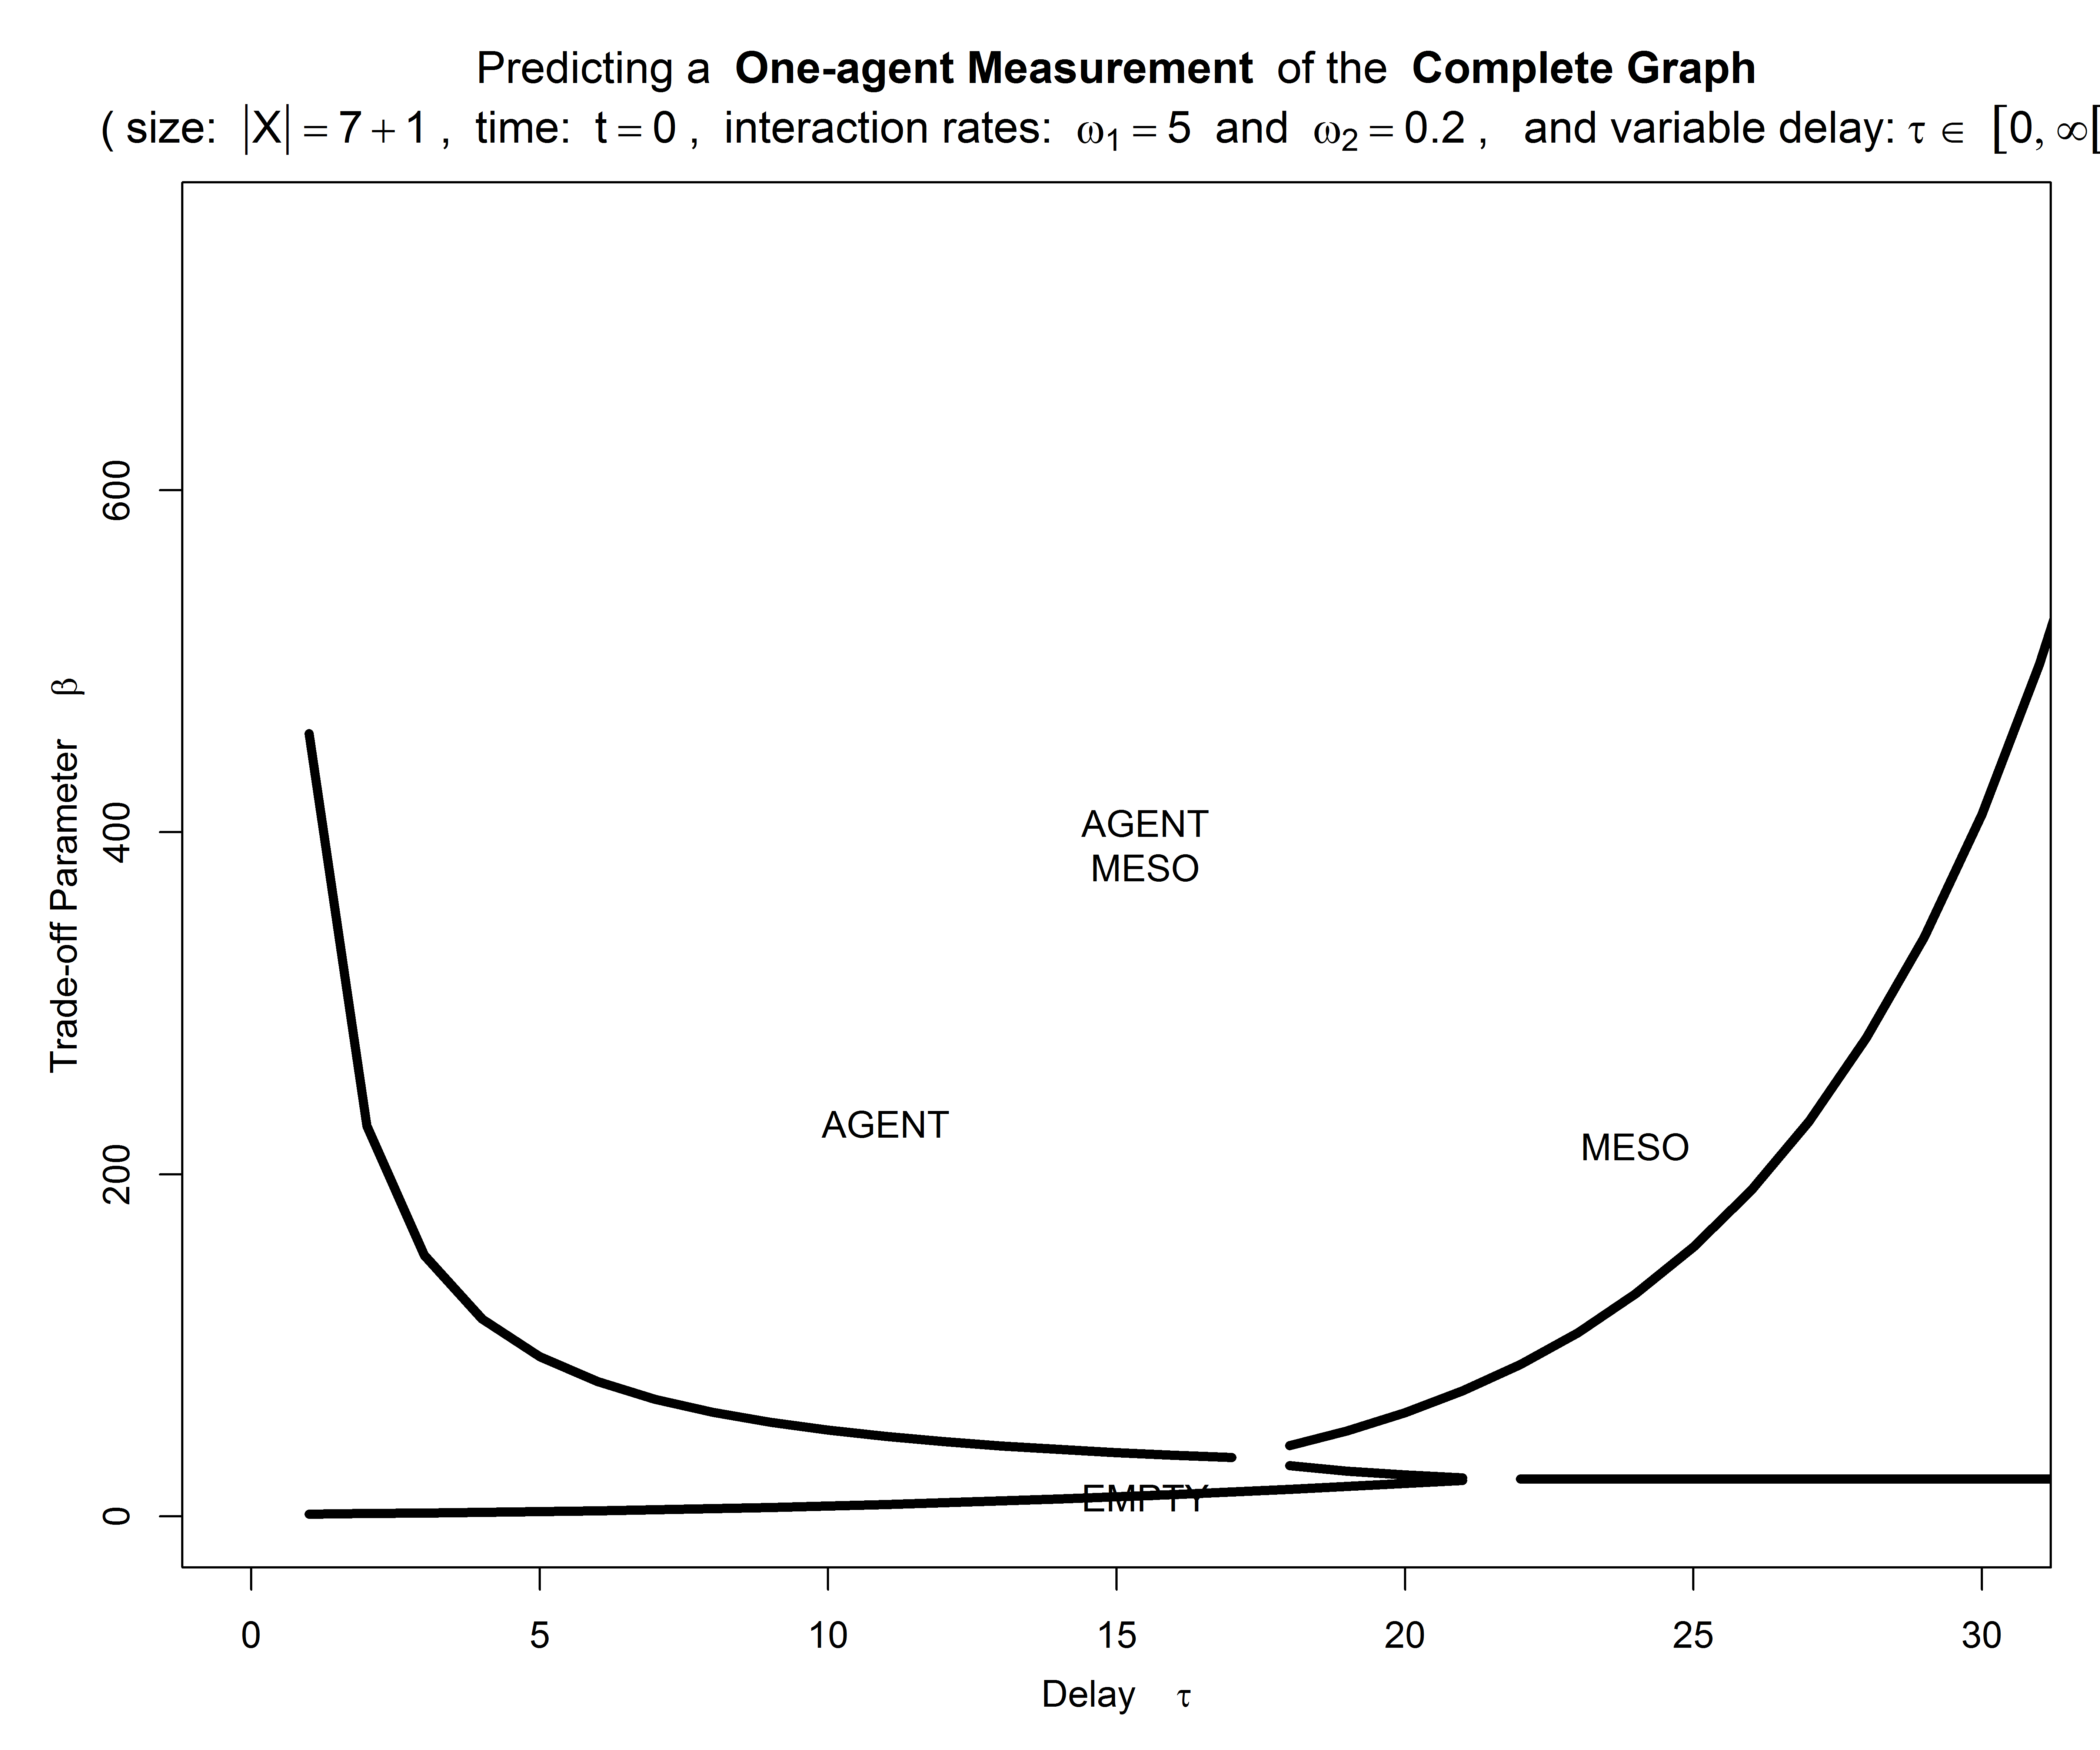 Predicting a One-agent Measurement of the Complete Graph
( size: |X| = 7 + 1 , time: t = 0 , interaction rates: ω1 = 5 and ω2 = 0.2 , and variable delay: τ ∈ [0, ∞[
Trade-off Parameter β
600
400
200
0
AGENT
MESO
AGENT
MESO
EMPTY
0 5 10 15 20 25 30
Delay τ